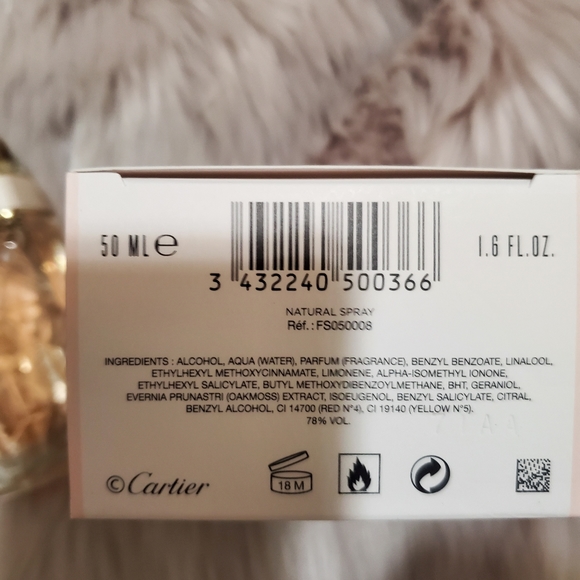 50 ML e 1.6 FL.OZ.
3 432240 500366
NATURAL SPRAY
Réf.:FS050008
INGREDIENTS : ALCOHOL, AQUA (WATER), PARFUM (FRAGRANCE), BENZYL BENZOATE, LINALOOL,
ETHYLHEXYL METHOXYCINNAMATE, LIMONENE, ALPHA-ISOMETHYL IONONE,
ETHYLHEXYL SALICYLATE, BUTYL METHOXYDIBENZOYLMETHANE, BHT, GERANIOL,
EVERNIA PRUNASTRI (OAKMOSS) EXTRACT, ISOEUGENOL, BENZYL SALICYLATE, CITRAL,
BENZYL ALCOHOL, CI 14700 (RED N°4), CI 19140 (YELLOW N°5).
78% VOL.
©Cartier 18 M